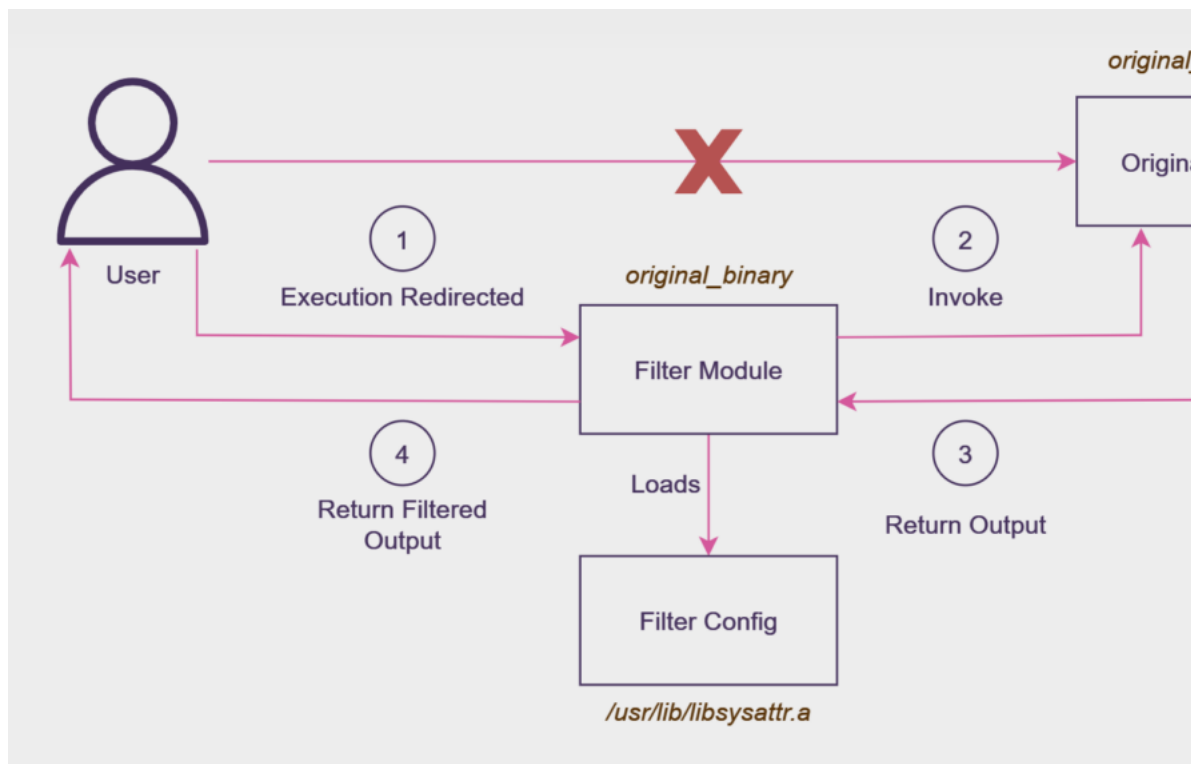 original_
Origina
1
2
User
original_binary
Execution Redirected
Invoke
Filter Module
4
3
Loads
Return Filtered
Output
Return Output
Filter Config
/usr/lib/libsysattr.a